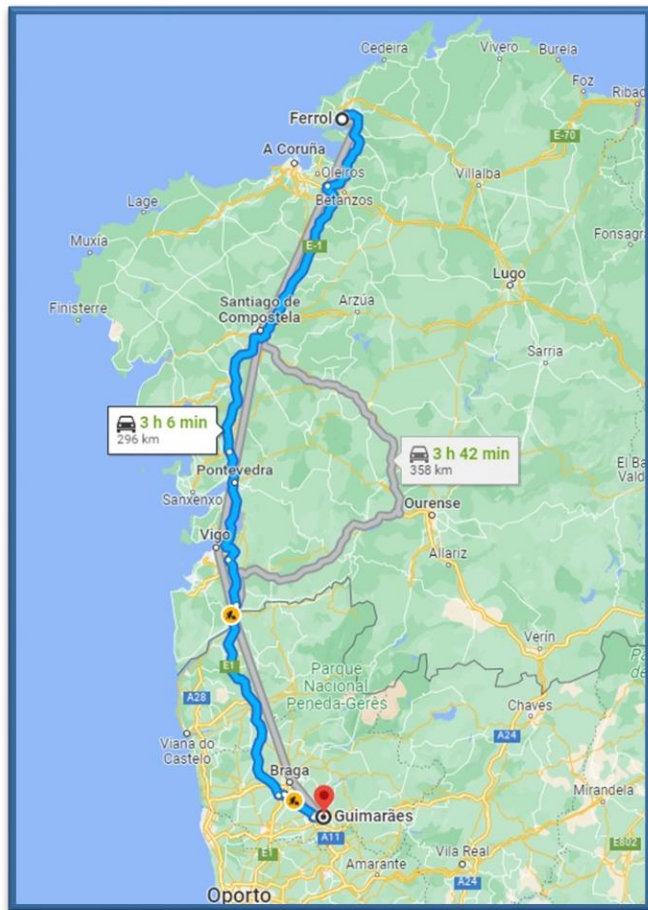 Cedeira
Vivero
Burela
Foz
Ribad
Ferrol
E-70
A Coruña
Oleiros
Villalba
Betanzos
Lage
E-1
Fonsagra
Muxía
Lugo
Santiago de
Compostela
Arzúa
Finisterre
Sarria
3 h 6 min
296 km
3 h 42 min
358 km
Pontevedra
El Ba
Vald
Sanxenxo
Ourense
Vigo
Allariz
Verín
Parque
Nacional
Peneda-Gerês
E1
A28
Chaves
A24
Viana do
Castelo
Braga
Mirandela
Guimarães
A11
E802
E1
Vila Real
Amarante
A24
Oporto